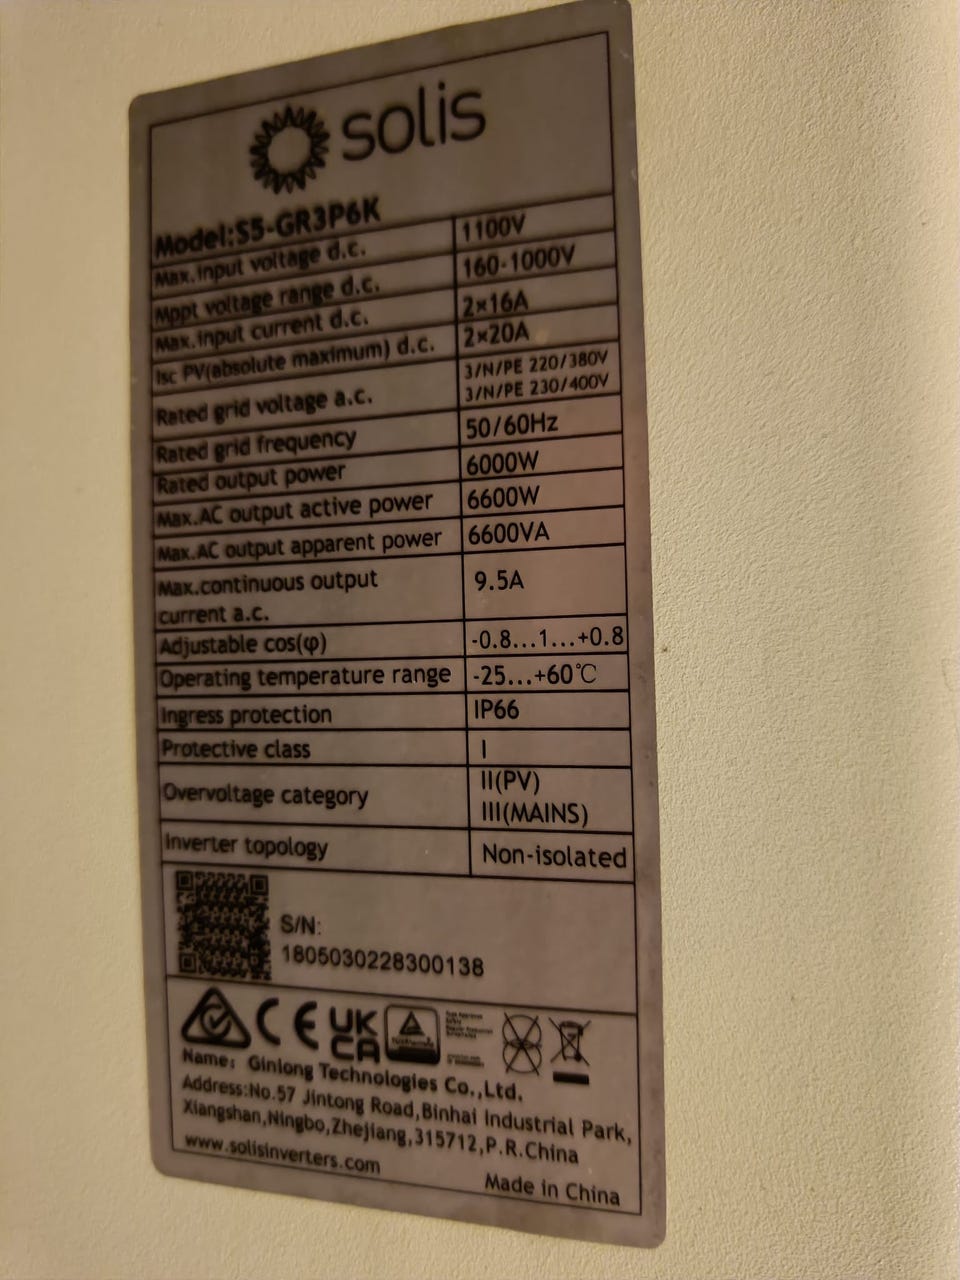 solis
Model:S5-GR3P6K
Max.input voltage d.c. 1100V
Mppt voltage range d.c. 160-1000V
Max.input current d.c. 2×16A
Isc PV(absolute maximum) d.c. 2×20A
Rated grid voltage a.c. 3/N/PE 220/380V
3/N/PE 230/400V
Rated grid frequency 50/60Hz
Rated output power 6000W
Max.AC output active power 6600W
Max.AC output apparent power 6600VA
Max.continuous output
current a.c. 9.5A
Adjustable cos(φ) -0.8...1...+0.8
Operating temperature range -25...+60℃
Ingress protection IP66
Protective class I
Overvoltage category II(PV)
III(MAINS)
Inverter topology Non-isolated
S/N:
1805030228300138
CE UK
CA
Name: Ginlong Technologies Co.,Ltd.
Address:No.57 Jintong Road,Binhai Industrial Park,
Xiangshan,Ningbo,Zhejiang,315712,P.R.China
www.solisinverters.com
Made in China